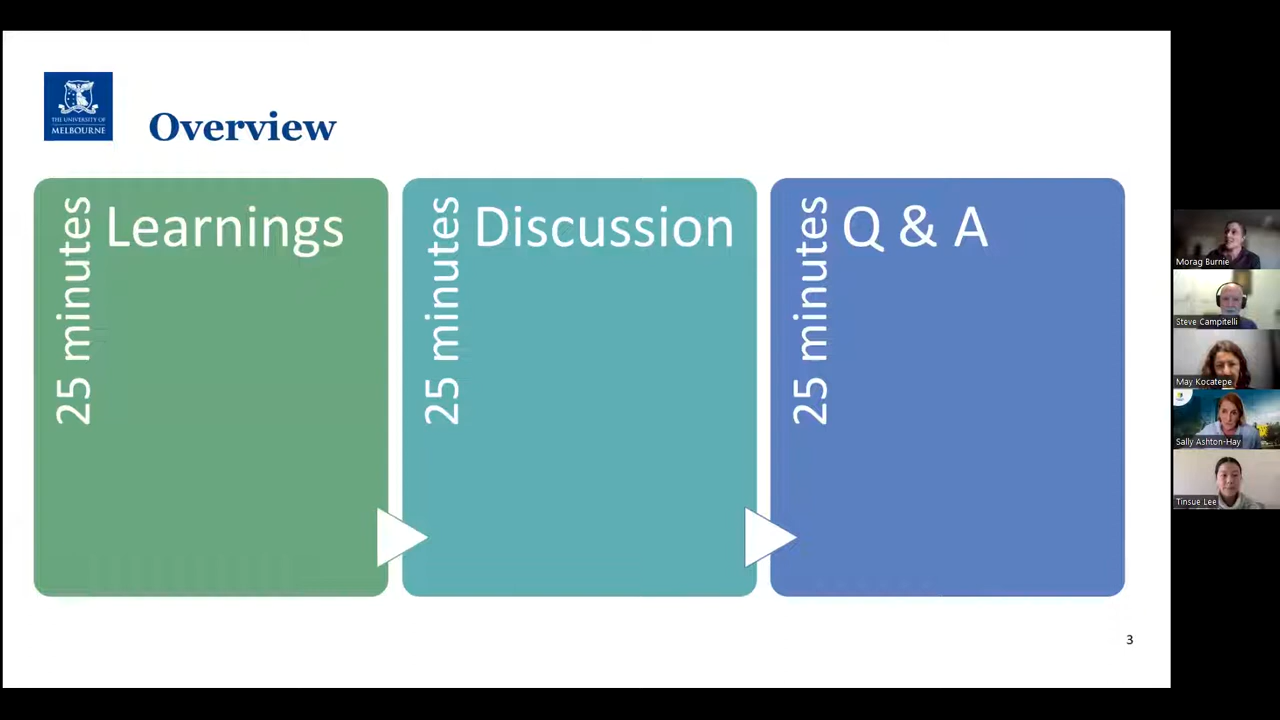 THE UNIVERSITY OF
MELBOURNE
Overview
25 minutes
Learnings
25 minutes
Discussion
25 minutes
Q & A
3
Morag Burnie
Steve Campitelli
May Kocatepe
Sally Ashton-Hay
Tinsue Lee